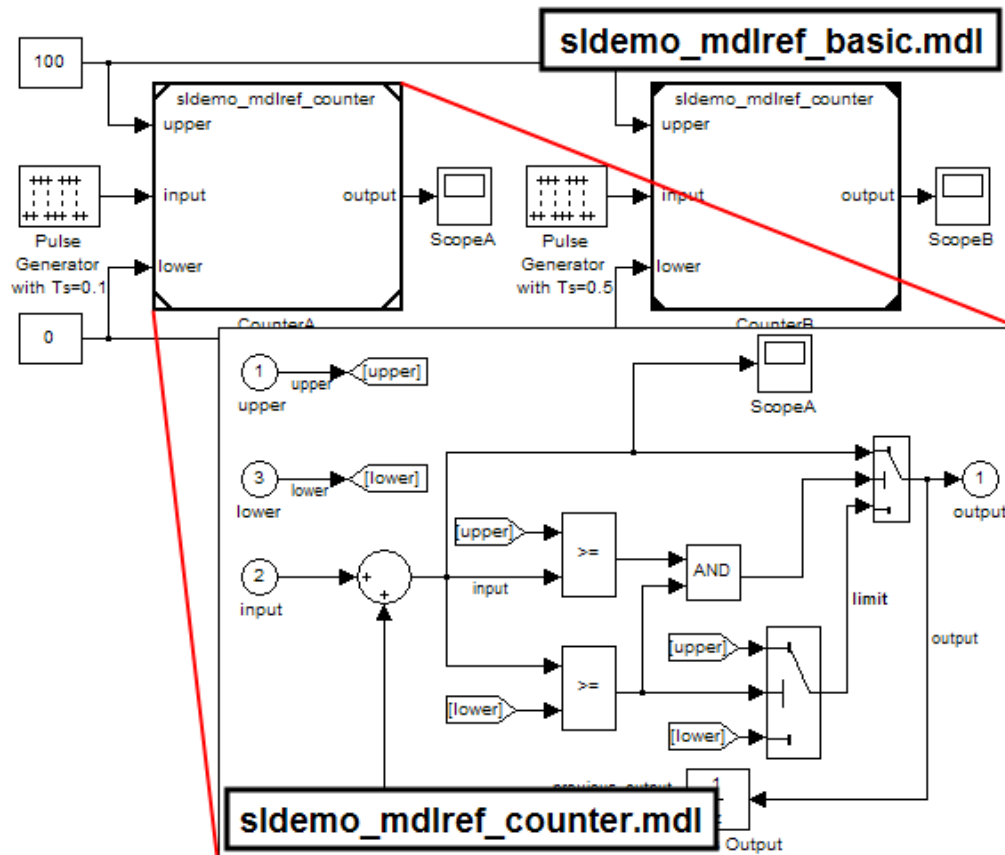 sldemo_mdlref_basic.mdl
100
sldemo_mdlref_counter
upper
input
output
lower
Pulse
Generator
with Ts=0.1
ScopeA
CounterA
sldemo_mdlref_counter
upper
input
output
lower
Pulse
Generator
with Ts=0.5
ScopeB
CounterB
0
1
upper
[upper]
upper
ScopeA
3
lower
[lower]
lower
1
output
[upper]
>=
AND
2
input
+
+
input
limit
output
[upper]
>=
[lower]
[lower]
previous_output
1
Output
sldemo_mdlref_counter.mdl